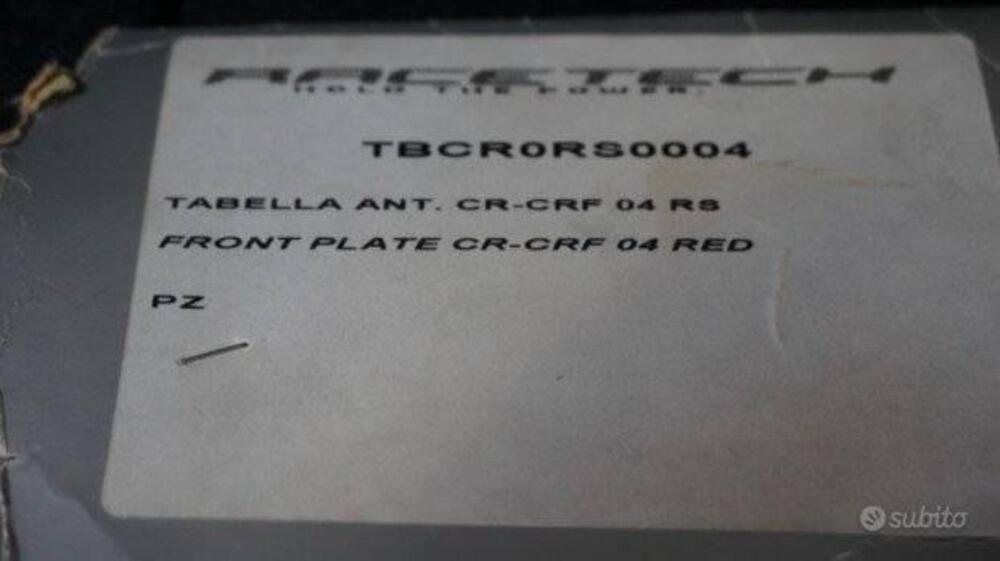 RACETECH
HOLD THE POWER.
TBCR0RS0004
TABELLA ANT. CR-CRF 04 RS
FRONT PLATE CR-CRF 04 RED
PZ
subito